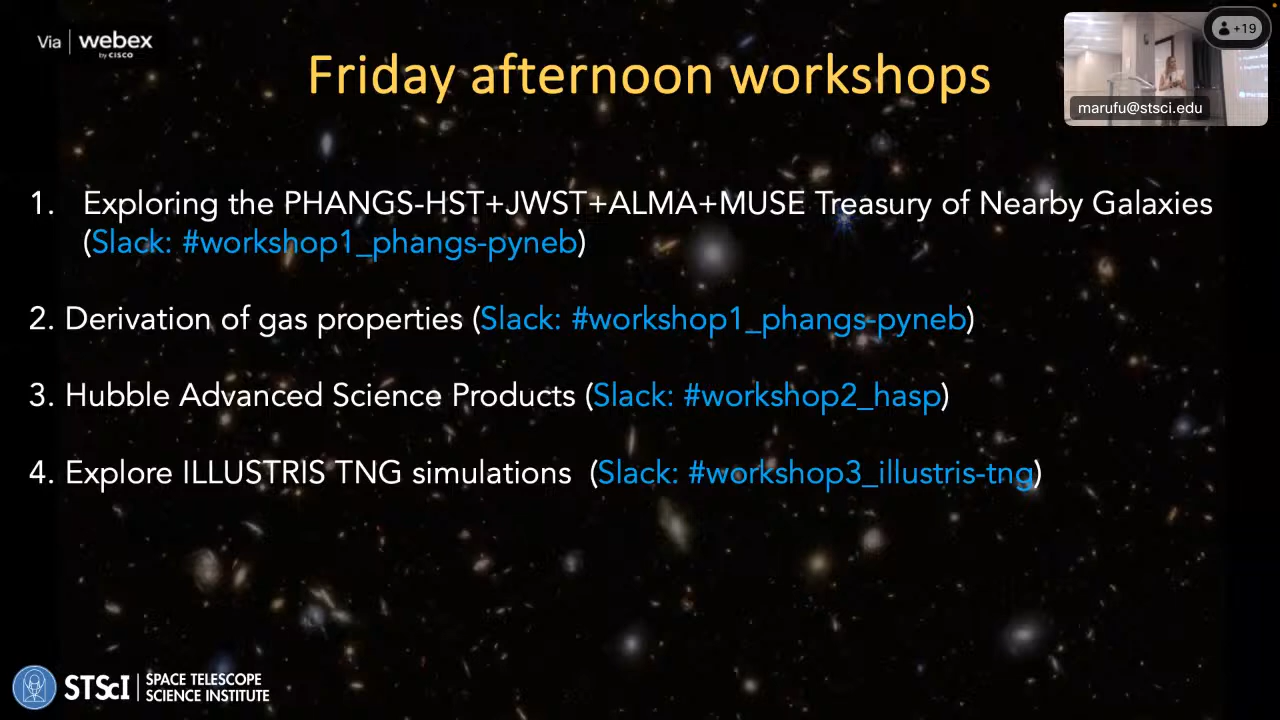 Via | webex
by CISCO
+19
Friday afternoon workshops
marufu@stsci.edu
1. Exploring the PHANGS-HST+JWST+ALMA+MUSE Treasury of Nearby Galaxies
(Slack: #workshop1_phangs-pyneb)
2. Derivation of gas properties (Slack: #workshop1_phangs-pyneb)
3. Hubble Advanced Science Products (Slack: #workshop2_hasp)
4. Explore ILLUSTRIS TNG simulations (Slack: #workshop3_illustris-tng)
STScI | SPACE TELESCOPE
SCIENCE INSTITUTE